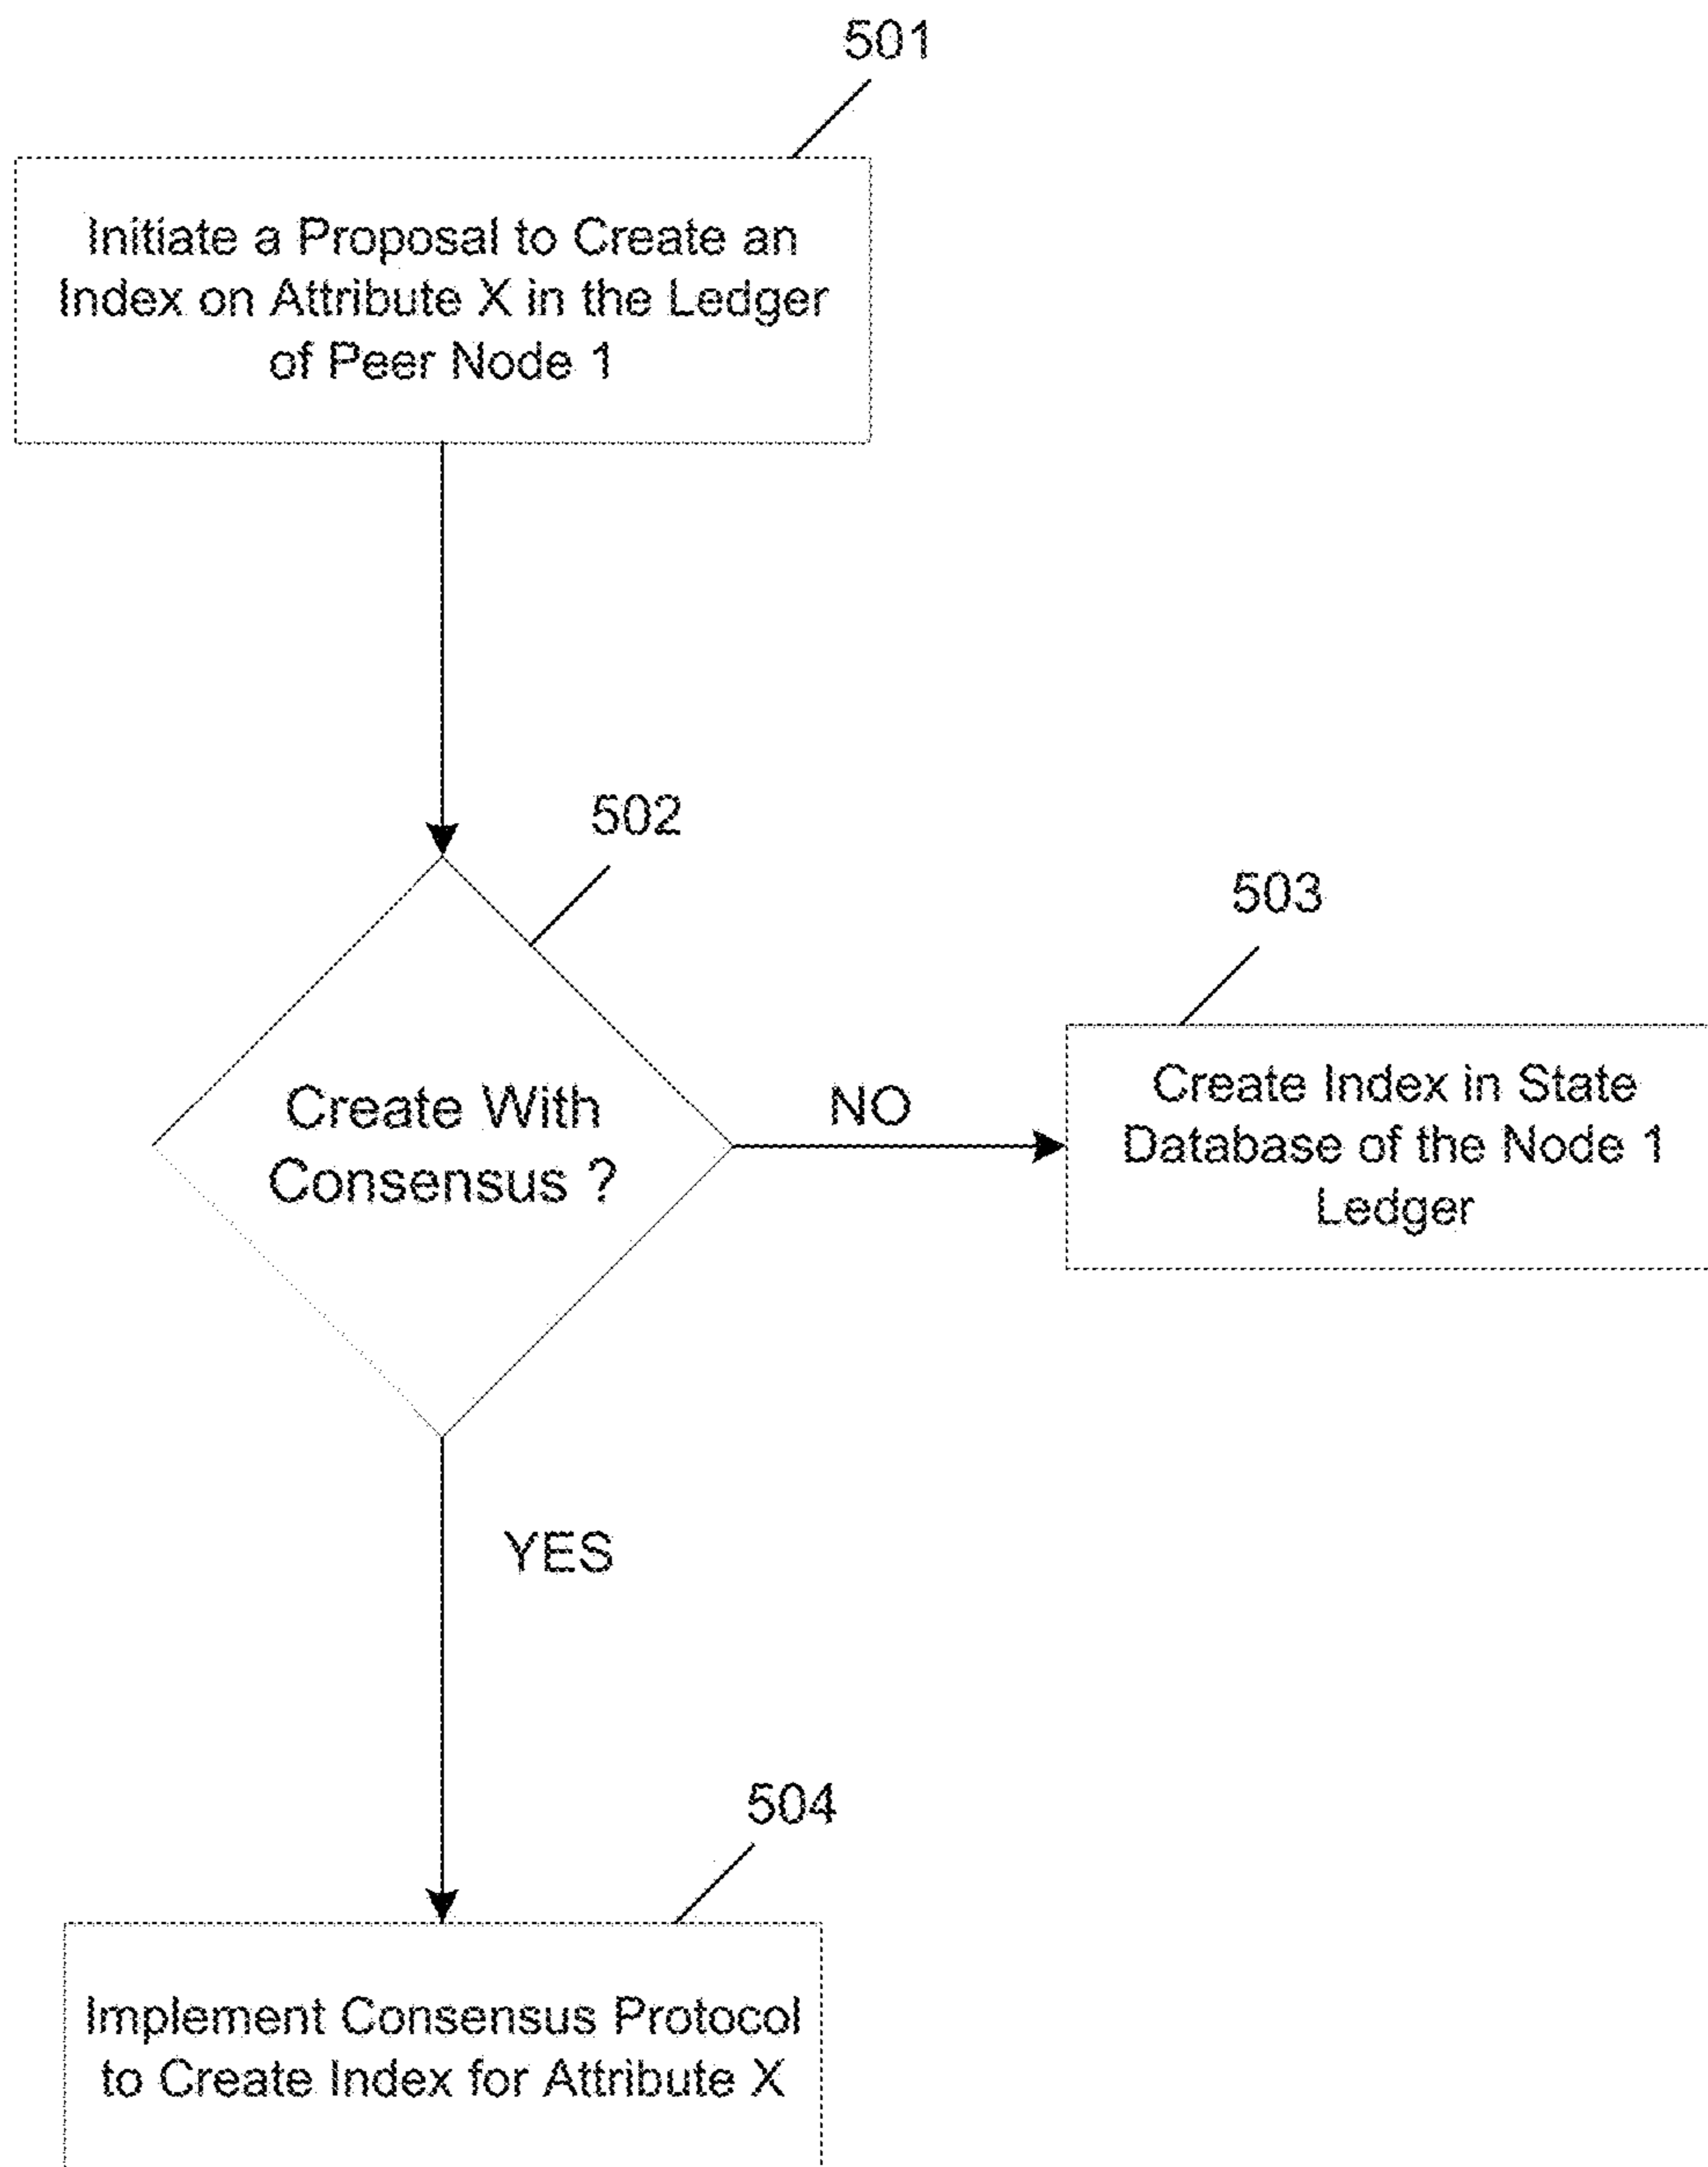 501
Initiate a Proposal to Create an
Index on Attribute X in the Ledger
of Peer Node 1
502
Create With
Consensus ?
NO
503
Create Index in State
Database of the Node 1
Ledger
YES
504
Implement Consensus Protocol
to Create Index for Attribute X